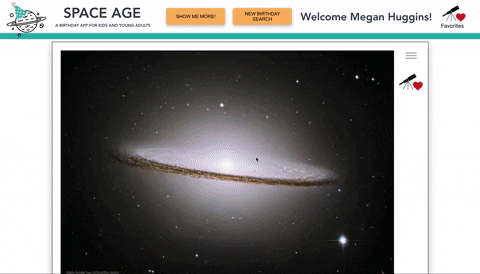 SPACE AGE
A BIRTHDAY APP FOR KIDS AND YOUNG ADULTS
SHOW ME MORE!
NEW BIRTHDAY SEARCH
Welcome Megan Huggins!
Favorites